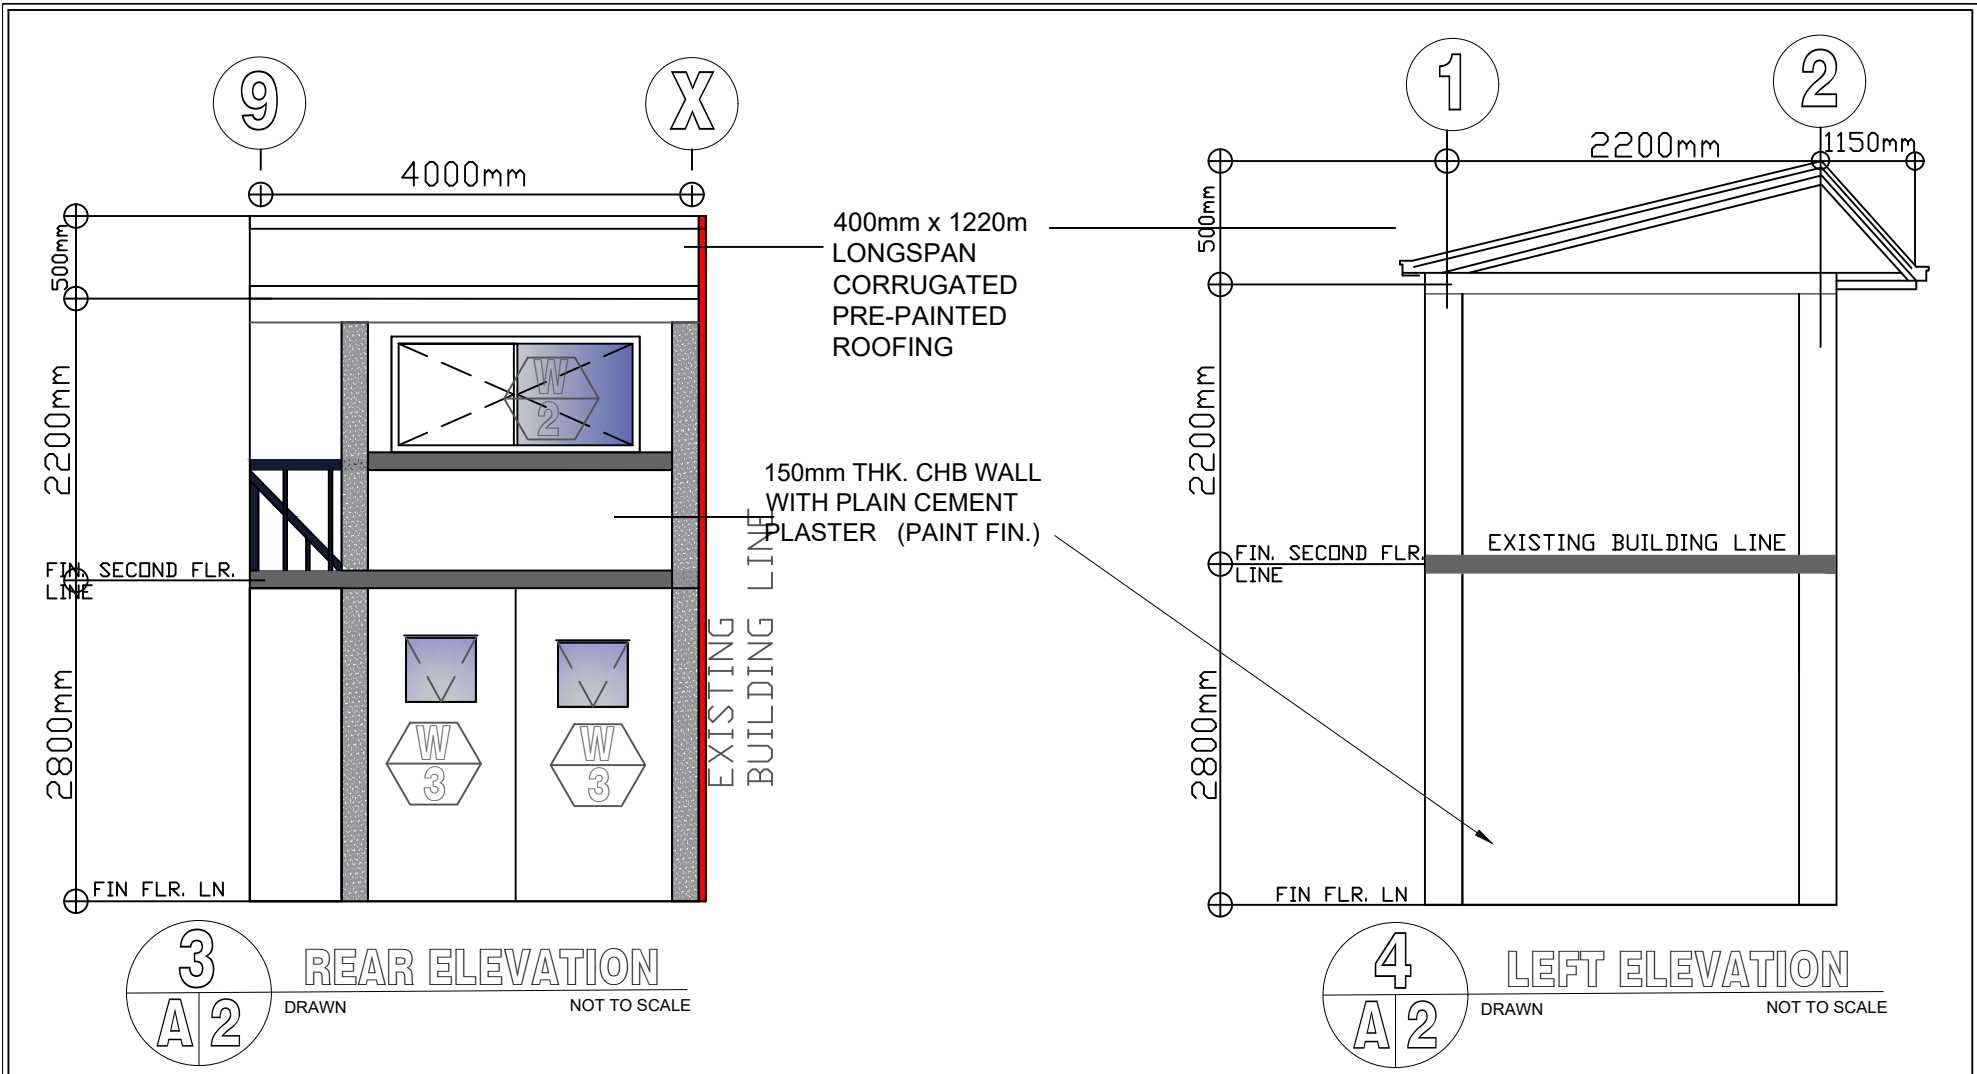 9
X
4000mm
500mm
2200mm
2800mm
FIN. SECOND FLR.
LINE
FIN FLR. LN
W
2
W
3
W
3
EXISTING
BUILDING LINE
400mm x 1220m
LONGSPAN
CORRUGATED
PRE-PAINTED
ROOFING
150mm THK. CHB WALL
WITH PLAIN CEMENT
PLASTER (PAINT FIN.)
3
A 2
REAR ELEVATION
DRAWN NOT TO SCALE
1
2
2200mm
1150mm
500mm
2200mm
2800mm
FIN. SECOND FLR.
LINE
EXISTING BUILDING LINE
FIN FLR. LN
4
A 2
LEFT ELEVATION
DRAWN NOT TO SCALE